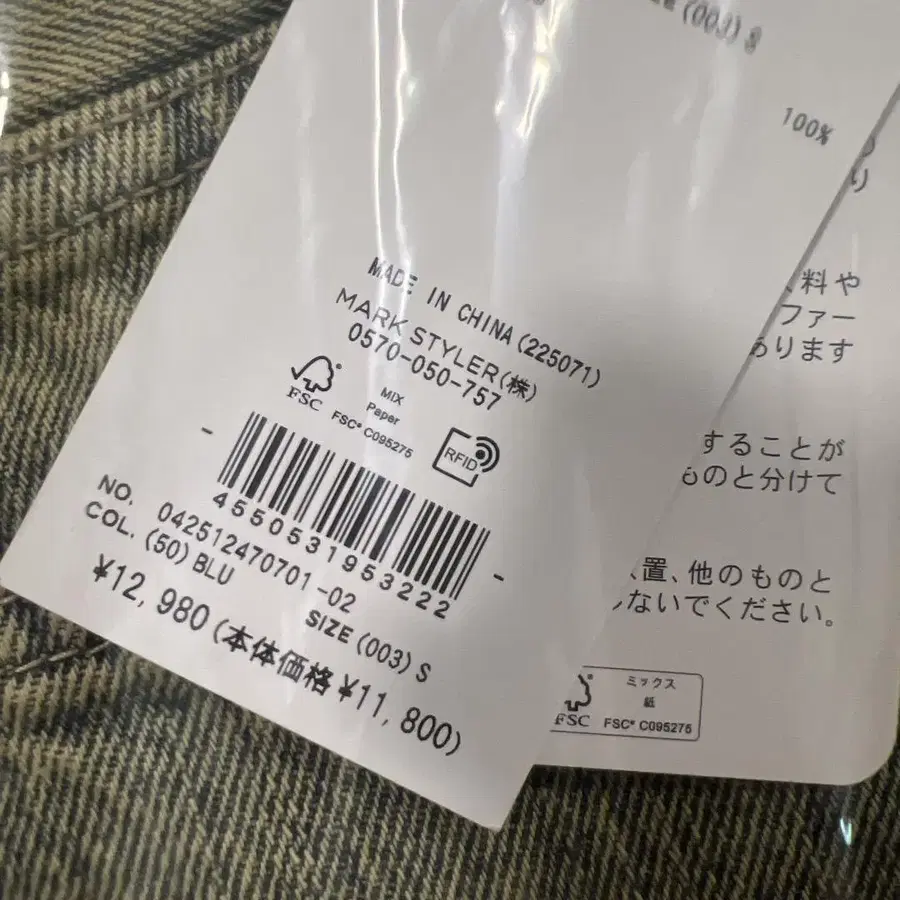 (003) S
100%
MADE IN CHINA (225071)
MARK STYLER(株)
0570-050-757
FSC
MIX
Paper
FSC® C095275
RFID
4550531953222
NO. 042512470701-02
COL. (50) BLU
SIZE (003) S
¥12,980(本体価格¥11,800)
り
、料や
ファー
あります
することが
ものと分けて
置、他のものと
しないでください。
FSC
ミックス
紙
FSC® C095275